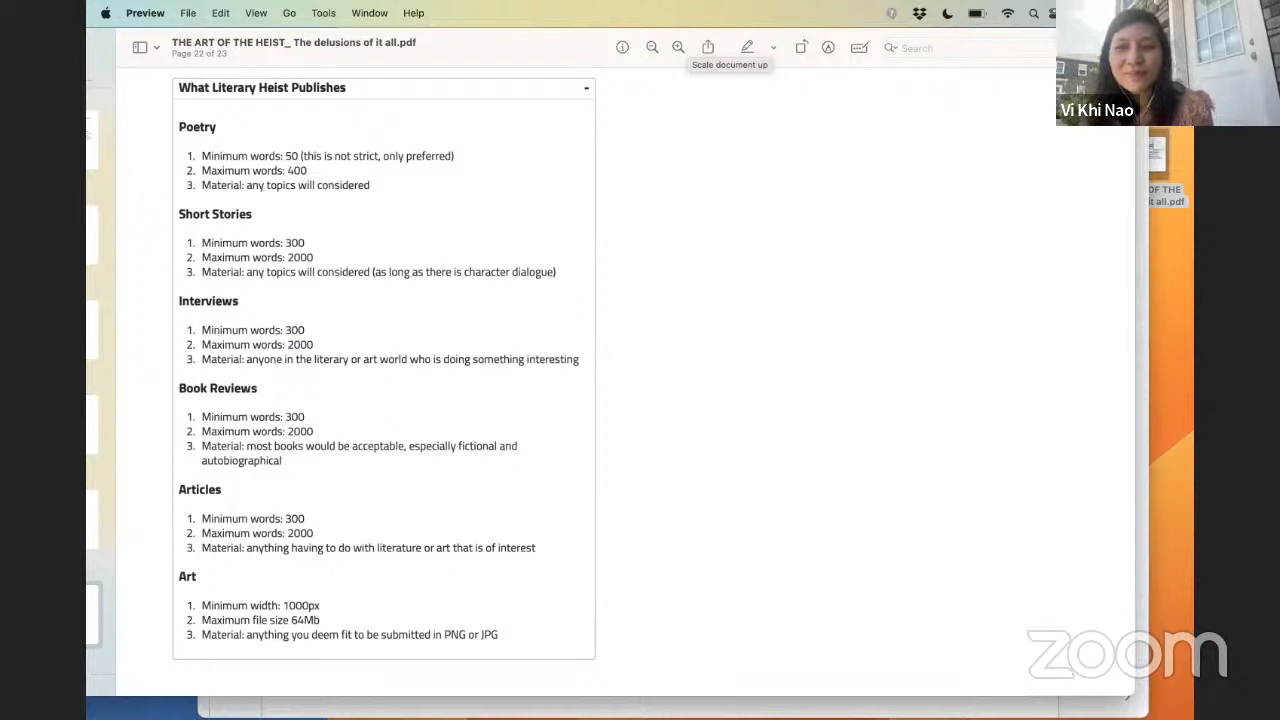 Preview File Edit View Go Tools Window Help
THE ART OF THE HEIST_ The delusions of it all.pdf
Page 22 of 23
Search
Scale document up
Vi Khi Nao
OF THE
it all.pdf
What Literary Heist Publishes -
Poetry
1. Minimum words: 50 (this is not strict, only preferred)
2. Maximum words: 400
3. Material: any topics will considered
Short Stories
1. Minimum words: 300
2. Maximum words: 2000
3. Material: any topics will considered (as long as there is character dialogue)
Interviews
1. Minimum words: 300
2. Maximum words: 2000
3. Material: anyone in the literary or art world who is doing something interesting
Book Reviews
1. Minimum words: 300
2. Maximum words: 2000
3. Material: most books would be acceptable, especially fictional and
autobiographical
Articles
1. Minimum words: 300
2. Maximum words: 2000
3. Material: anything having to do with literature or art that is of interest
Art
1. Minimum width: 1000px
2. Maximum file size 64Mb
3. Material: anything you deem fit to be submitted in PNG or JPG
zoom